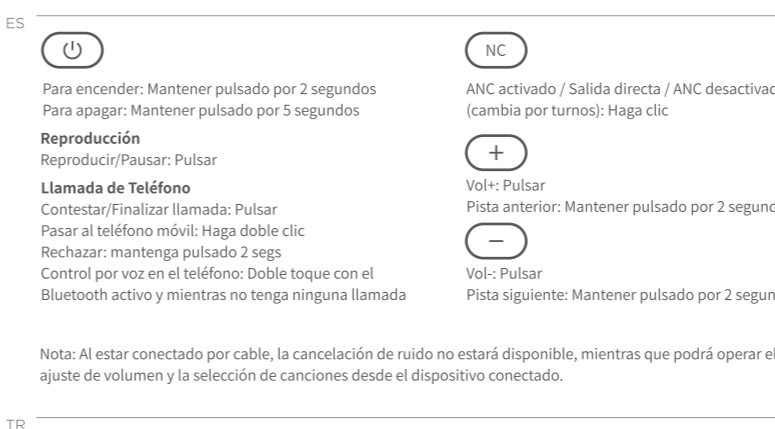 ES
Para encender: Mantener pulsado por 2 segundos
Para apagar: Mantener pulsado por 5 segundos
Reproducción
Reproducir/Pausar: Pulsar
Llamada de Teléfono
Contestar/Finalizar llamada: Pulsar
Pasar al teléfono móvil: Haga doble clic
Rechazar: mantenga pulsado 2 segs
Control por voz en el teléfono: Doble toque con el
Bluetooth activo y mientras no tenga ninguna llamada
NC
ANC activado / Salida directa / ANC
(cambia por turnos): Haga clic
+
Vol+: Pulsar
Pista anterior: Mantener pulsado por 2
−
Vol-: Pulsar
Pista siguiente: Mantener pulsado por 2
Nota: Al estar conectado por cable, la cancelación de ruido no estará disponible, mientras que podrá operar el
ajuste de volumen y la selección de canciones desde el dispositivo conectado.
TR